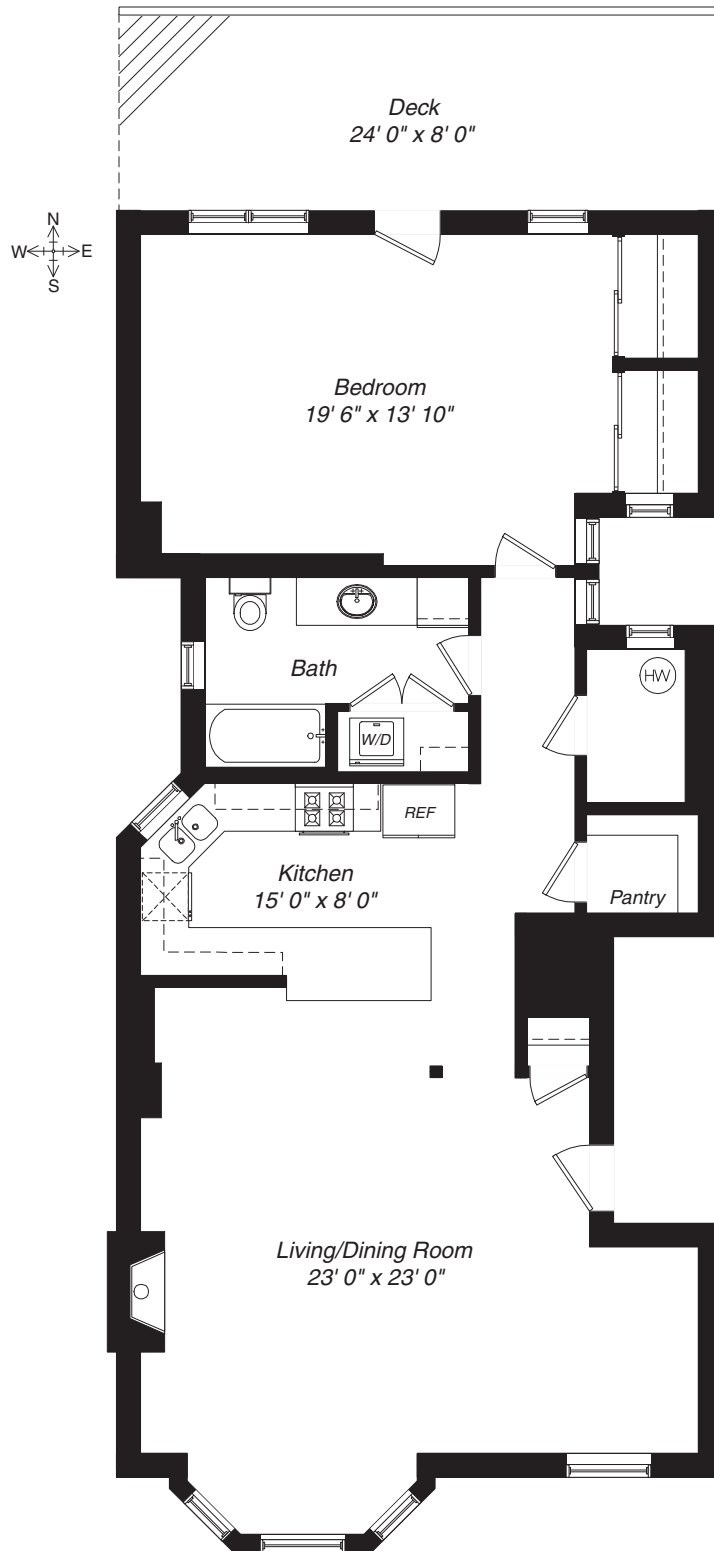 Deck
24' 0" x 8' 0"
N
W E
S
Bedroom
19' 6" x 13' 10"
Bath
HW
W/D
REF
Kitchen
15' 0" x 8' 0"
Pantry
Living/Dining Room
23' 0" x 23' 0"